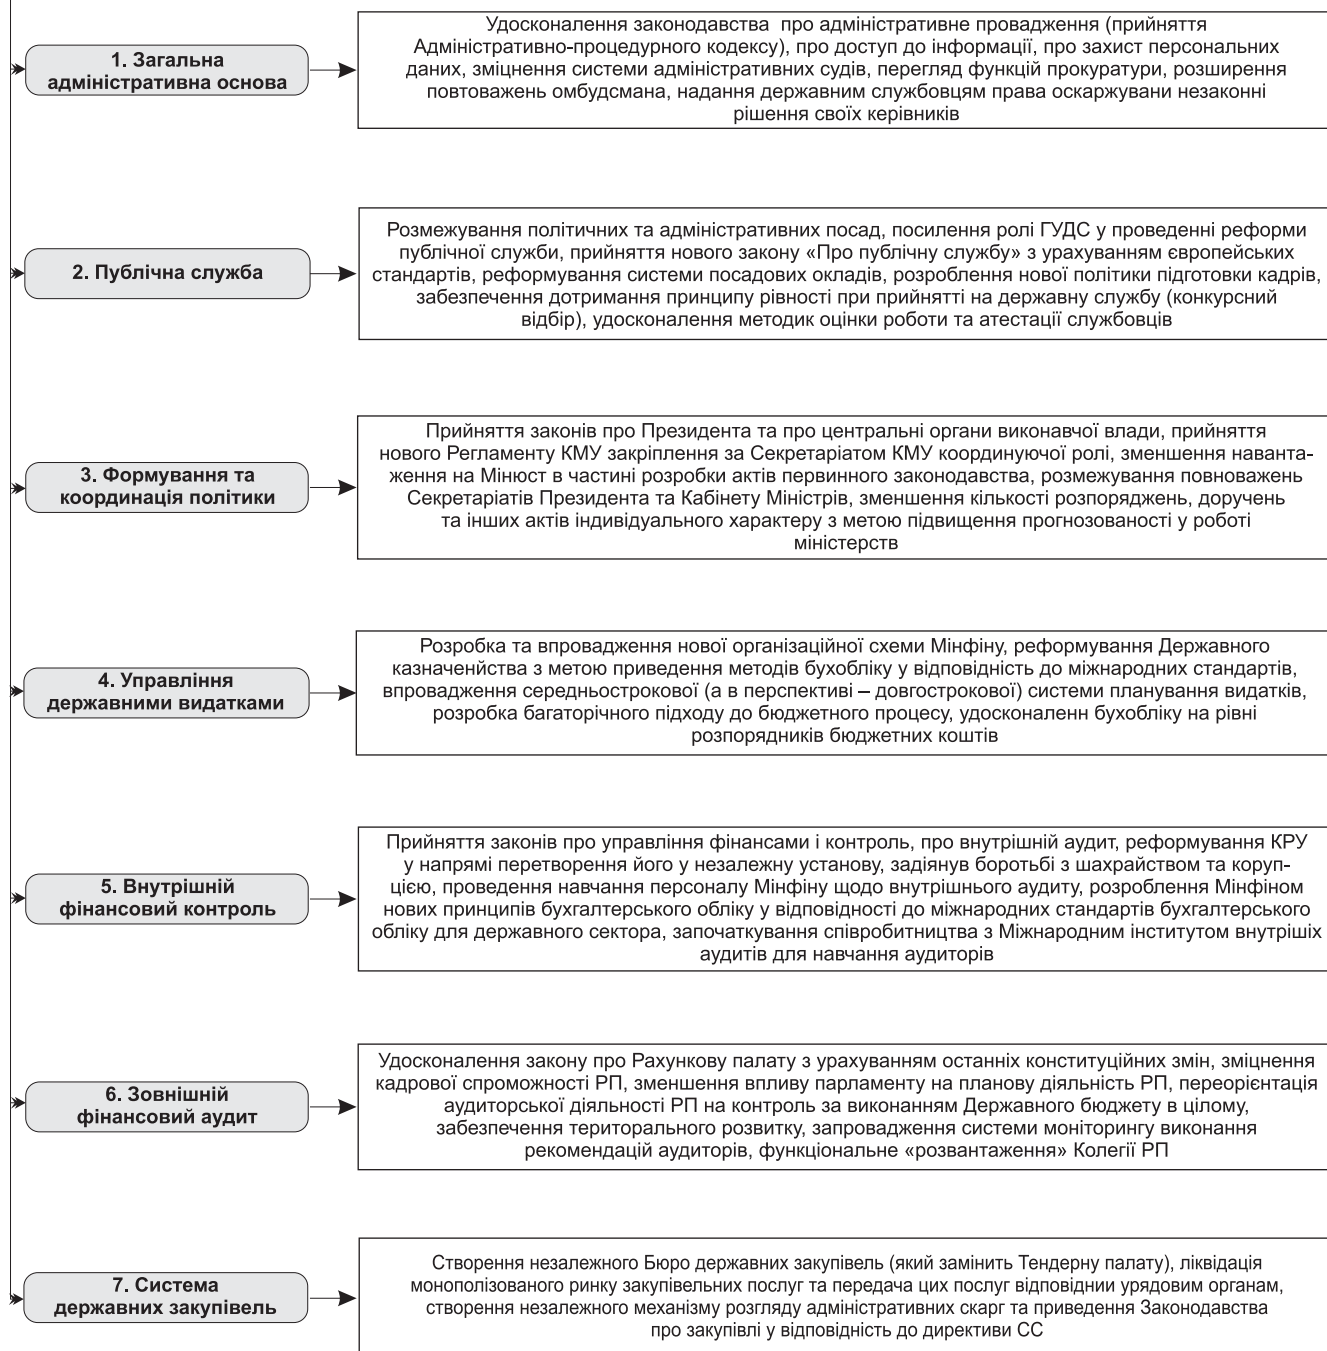 1. Загальна
адміністративна основа
Удосконалення законодавства про адміністративне провадження (прийняття
Адміністративно-процедурного кодексу), про доступ до інформації, про захист персональних
даних, зміцнення системи адміністративних судів, перегляд функцій прокуратури, розширення
повтоважень омбудсмана, надання державним службовцям права оскаржувани незаконні
рішення своїх керівників
2. Публічна служба
Розмежування політичних та адміністративних посад, посилення ролі ГУДС у проведенні реформи
публічної служби, прийняття нового закону «Про публічну службу» з урахуванням європейських
стандартів, реформування системи посадових окладів, розроблення нової політики підготовки кадрів,
забезпечення дотримання принципу рівності при прийнятті на державну службу (конкурсний
відбір), удосконалення методик оцінки роботи та атестації службовців
3. Формування та
координація політики
Прийняття законів про Президента та про центральні органи виконавчої влади, прийняття
нового Регламенту КМУ закріплення за Секретаріатом КМУ координуючої ролі, зменшення наванта-
ження на Мінюст в частині розробки актів первинного законодавства, розмежування повноважень
Секретаріатів Президента та Кабінету Міністрів, зменшення кількості розпоряджень, доручень
та інших актів індивідуального характеру з метою підвищення прогнозованості у роботі
міністерств
4. Управління
державними видатками
Розробка та впровадження нової організаційної схеми Мінфіну, реформування Державного
казначенйства з метою приведення методів бухобліку у відповідність до міжнародних стандартів,
впровадження середньострокової (а в перспективі – довгострокової) системи планування видатків,
розробка багаторічного підходу до бюджетного процесу, удосконаленн бухобліку на рівні
розпорядників бюджетних коштів
5. Внутрішній
фінансовий контроль
Прийняття законів про управління фінансами і контроль, про внутрішній аудит, реформування КРУ
у напрямі перетворення його у незалежну установу, задіянув боротьбі з шахрайством та коруп-
цією, проведення навчання персоналу Мінфіну щодо внутрішнього аудиту, розроблення Мінфіном
нових принципів бухгалтерського обліку у відповідності до міжнародних стандартів бухгалтерського
обліку для державного сектора, започаткування співробитництва з Міжнародним інститутом внутрішіх
аудитів для навчання аудиторів
6. Зовнішній
фінансовий аудит
Удосконалення закону про Рахункову палату з урахуванням останніх конституційних змін, зміцнення
кадрової спроможності РП, зменшення впливу парламенту на планову діяльність РП, переорієнтація
аудиторської діяльності РП на контроль за виконанням Державного бюджету в цілому,
забезпечення територального розвитку, запровадження системи моніторингу виконання
рекомендацій аудиторів, функціональне «розвантаження» Колегії РП
7. Система
державних закупівель
Створення незалежного Бюро державних закупівель (який замінить Тендерну палату), ліквідація
монополізованого ринку закупівельних послуг та передача цих послуг відповіднии урядовим органам,
створення незалежного механізму розгляду адміністративних скарг та приведення Законодавства
про закупівлі у відповідність до директиви СС